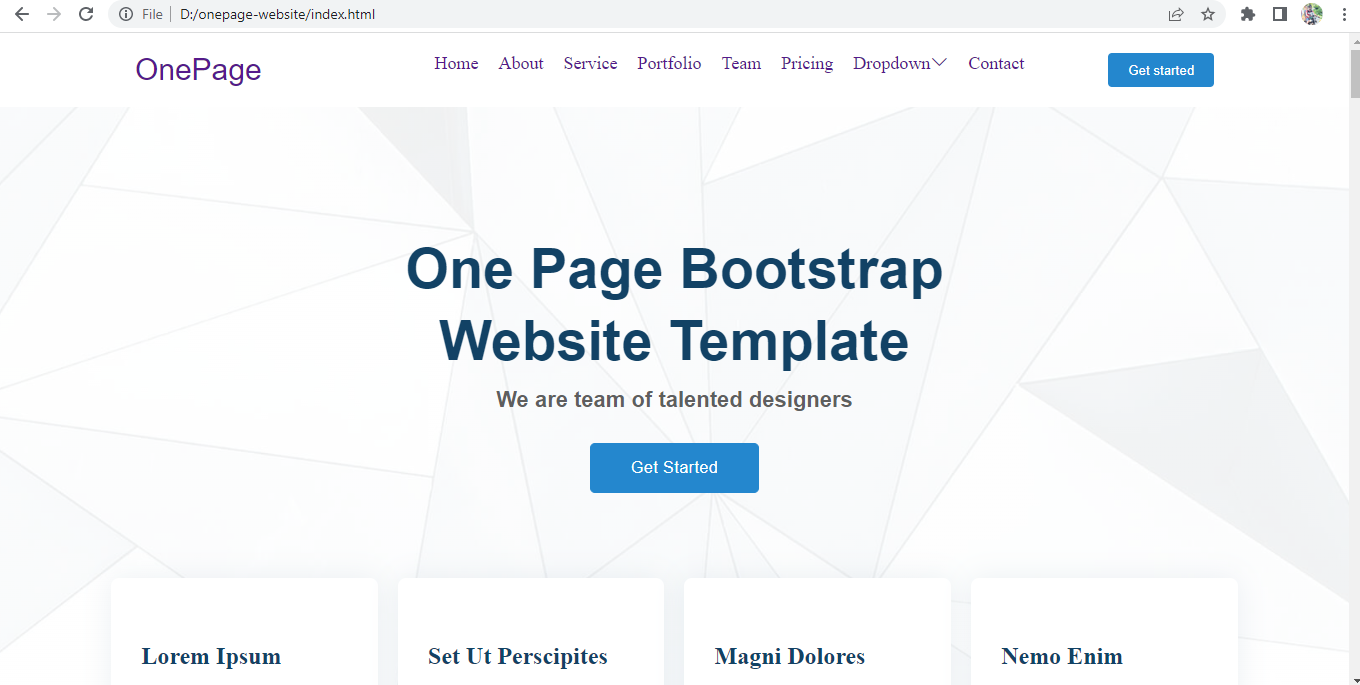 File D:/onepage-website/index.html
OnePage Home About Service Portfolio Team Pricing Dropdown Contact Get started
One Page Bootstrap
Website Template
We are team of talented designers
Get Started
Lorem Ipsum Set Ut Perscipites Magni Dolores Nemo Enim